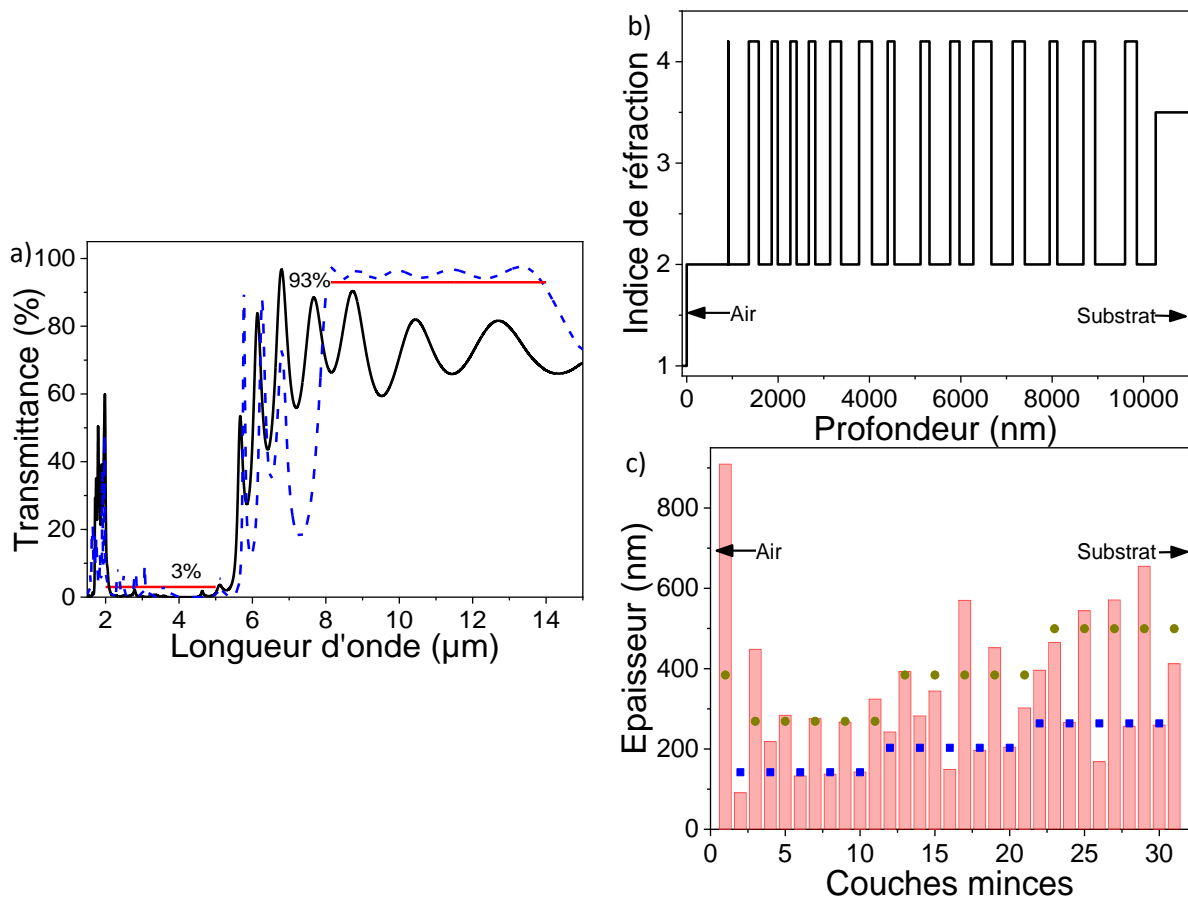 a)
Transmittance (%)
100
80
60
40
20
0
93%
3%
2
4
6
8
10
12
14
Longueur d'onde (µm)
b)
Indice de réfraction
4
3
2
1
Air
Substrat
0
2000
4000
6000
8000
10000
Profondeur (nm)
c)
Epaisseur (nm)
800
600
400
200
0
Air
Substrat
0
5
10
15
20
25
30
Couches minces